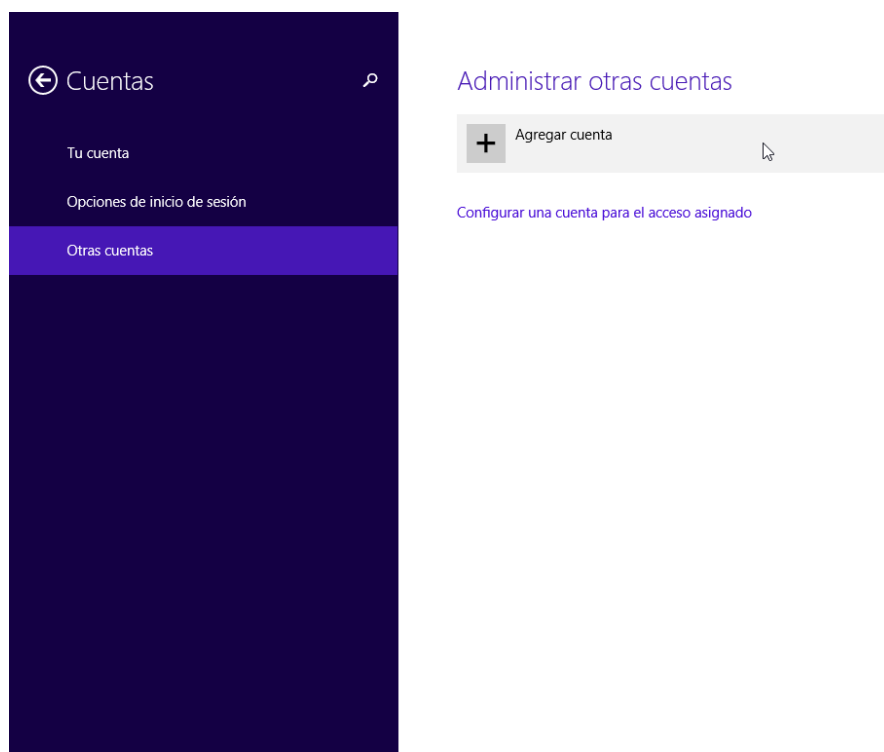 Cuentas
Tu cuenta
Opciones de inicio de sesión
Otras cuentas
Administrar otras cuentas
Agregar cuenta
Configurar una cuenta para el acceso asignado